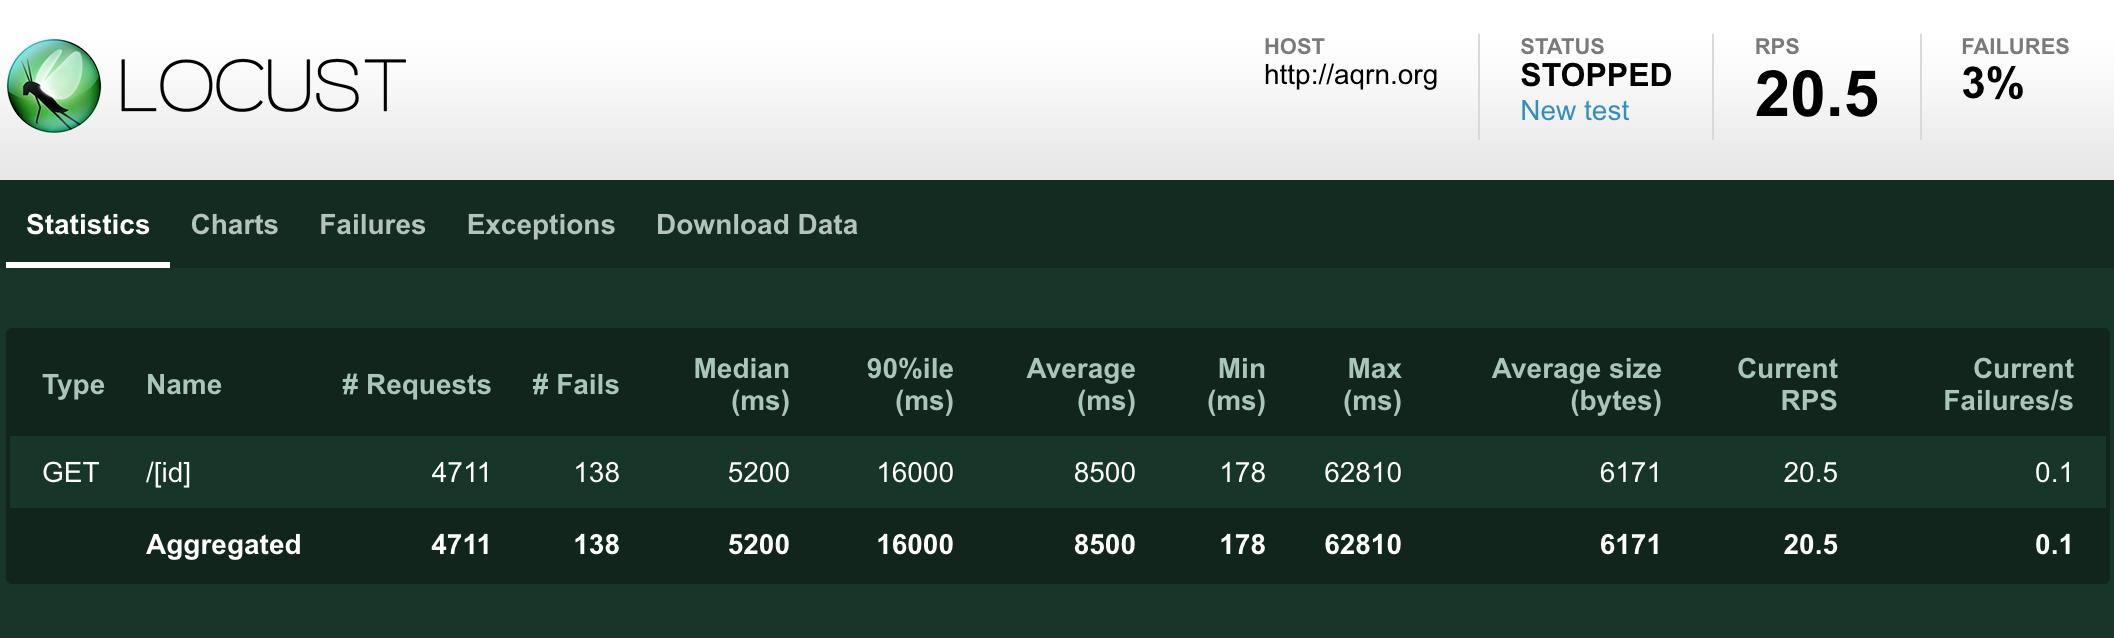 LOCUST
HOST
http://aqrn.org
STATUS
STOPPED
New test
RPS
20.5
FAILURES
3%
Statistics Charts Failures Exceptions Download Data
Type Name # Requests # Fails Median (ms) 90%ile (ms) Average (ms) Min (ms) Max (ms) Average size (bytes) Current RPS Current Failures/s
GET /[id] 4711 138 5200 16000 8500 178 62810 6171 20.5 0.1
Aggregated 4711 138 5200 16000 8500 178 62810 6171 20.5 0.1